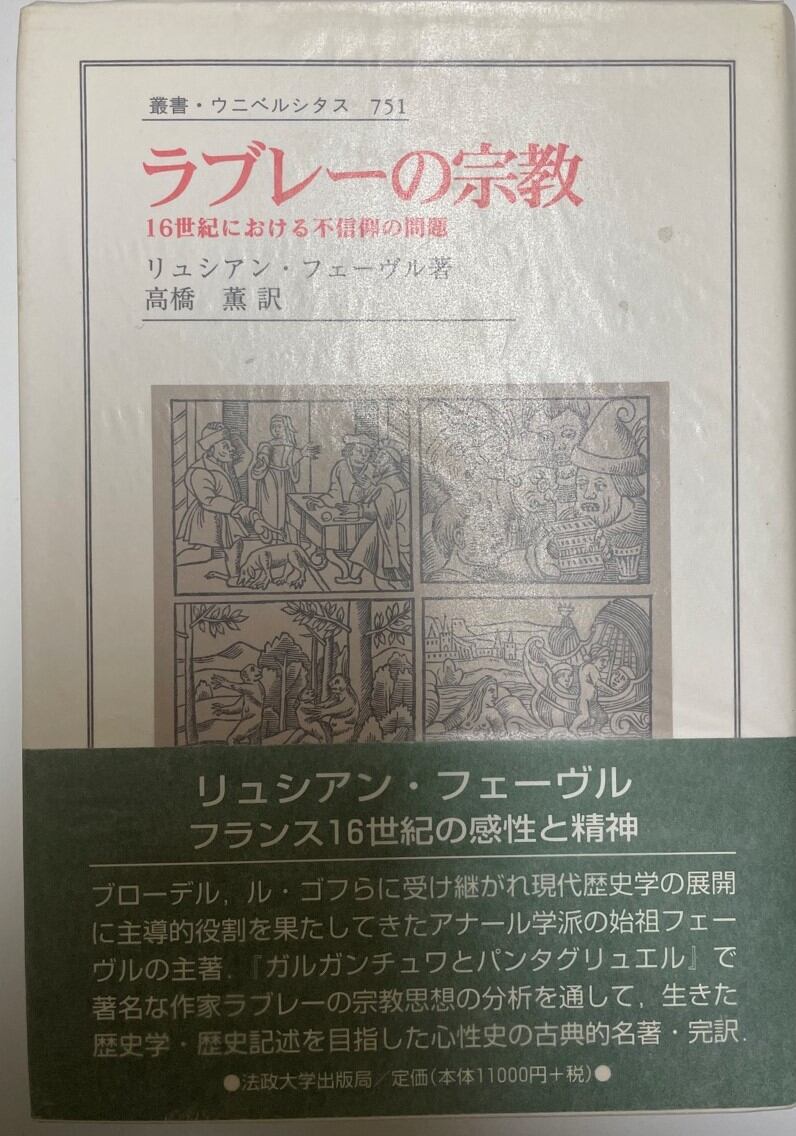 叢書・ウニベルシタス 751
ラブレーの宗教
16世紀における不信仰の問題
リュシアン・フェーヴル著
高橋 薫 訳
リュシアン・フェーヴル
フランス16世紀の感性と精神
ブローデル，ル・ゴフらに受け継がれ現代歴史学の展開
に主導的役割を果たしてきたアナール学派の始祖フェー
ヴルの主著．『ガルガンチュワとパンタグリュエル』で
著名な作家ラブレーの宗教思想の分析を通して，生きた
歴史学・歴史記述を目指した心性史の古典的名著・完訳．
●法政大学出版局／定価(本体11000円＋税)●